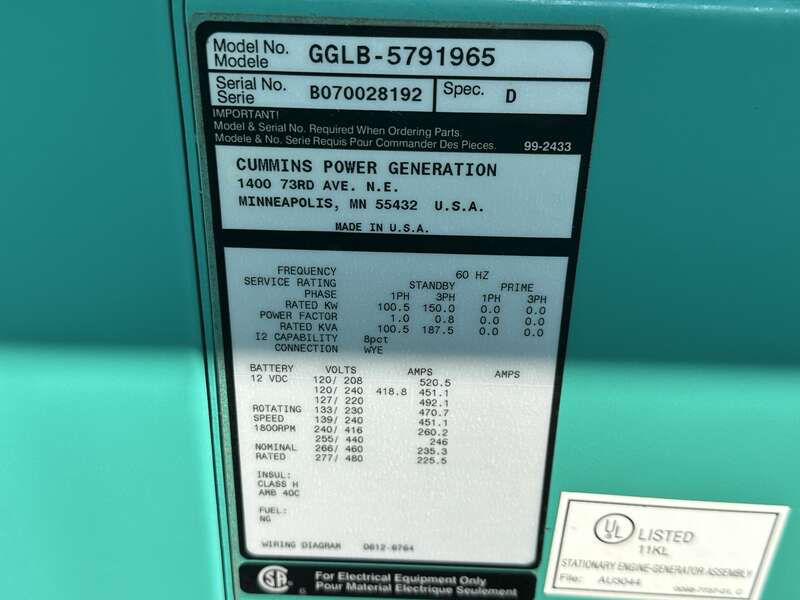 Model No. GGLB-5791965
Modele
Serial No. B070028192 Spec. D
Serie
IMPORTANT!
Model & Serial No. Required When Ordering Parts.
Modele & No. Serie Requis Pour Commander Des Pieces. 99-2433
CUMMINS POWER GENERATION
1400 73RD AVE. N.E.
MINNEAPOLIS, MN 55432 U.S.A.
MADE IN U.S.A.
FREQUENCY 60 HZ
SERVICE RATING STANDBY PRIME
PHASE 1PH 3PH 1PH 3PH
RATED KW 100.5 150.0 0.0 0.0
POWER FACTOR 1.0 0.8 0.0 0.0
RATED KVA 100.5 187.5 0.0 0.0
I2 CAPABILITY 8pct
CONNECTION WYE
BATTERY VOLTS AMPS AMPS
12 VDC 120/ 208 520.5
120/ 240 418.8 451.1
127/ 220 492.1
ROTATING 133/ 230 470.7
SPEED 139/ 240 451.1
1800RPM 240/ 416 260.2
255/ 440 246
NOMINAL 266/ 460 235.3
RATED 277/ 480 225.5
INSUL:
CLASS H
AMB 40C
FUEL:
NG
WIRING DIAGRAM 0612-6764
SA G For Electrical Equipment Only
Pour Material Electrique Seulement
UL LISTED
11KL
STATIONARY ENGINE-GENERATOR ASSEMBLY
File: AU3044